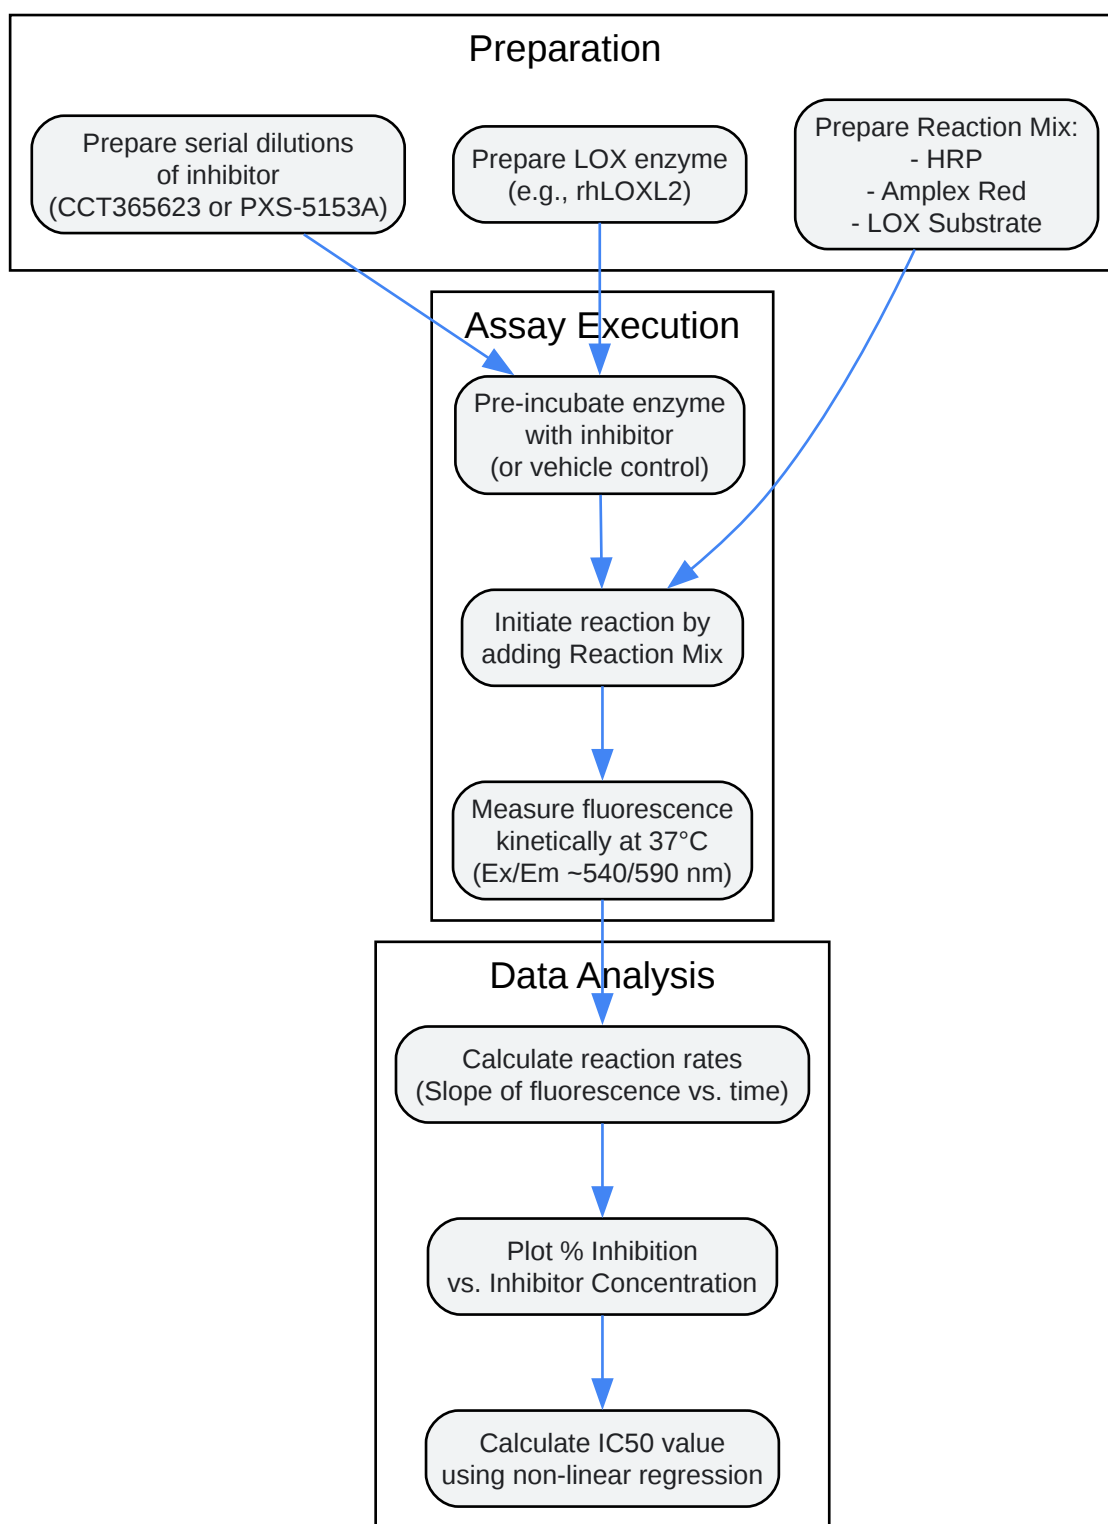 Preparation
Prepare serial dilutions
of inhibitor
(CCT365623 or PXS-5153A)
Prepare LOX enzyme
(e.g., rhLOXL2)
Prepare Reaction Mix:
- HRP
- Amplex Red
- LOX Substrate
Assay Execution
Pre-incubate enzyme
with inhibitor
(or vehicle control)
Initiate reaction by
adding Reaction Mix
Measure fluorescence
kinetically at 37°C
(Ex/Em ~540/590 nm)
Data Analysis
Calculate reaction rates
(Slope of fluorescence vs. time)
Plot % Inhibition
vs. Inhibitor Concentration
Calculate IC50 value
using non-linear regression